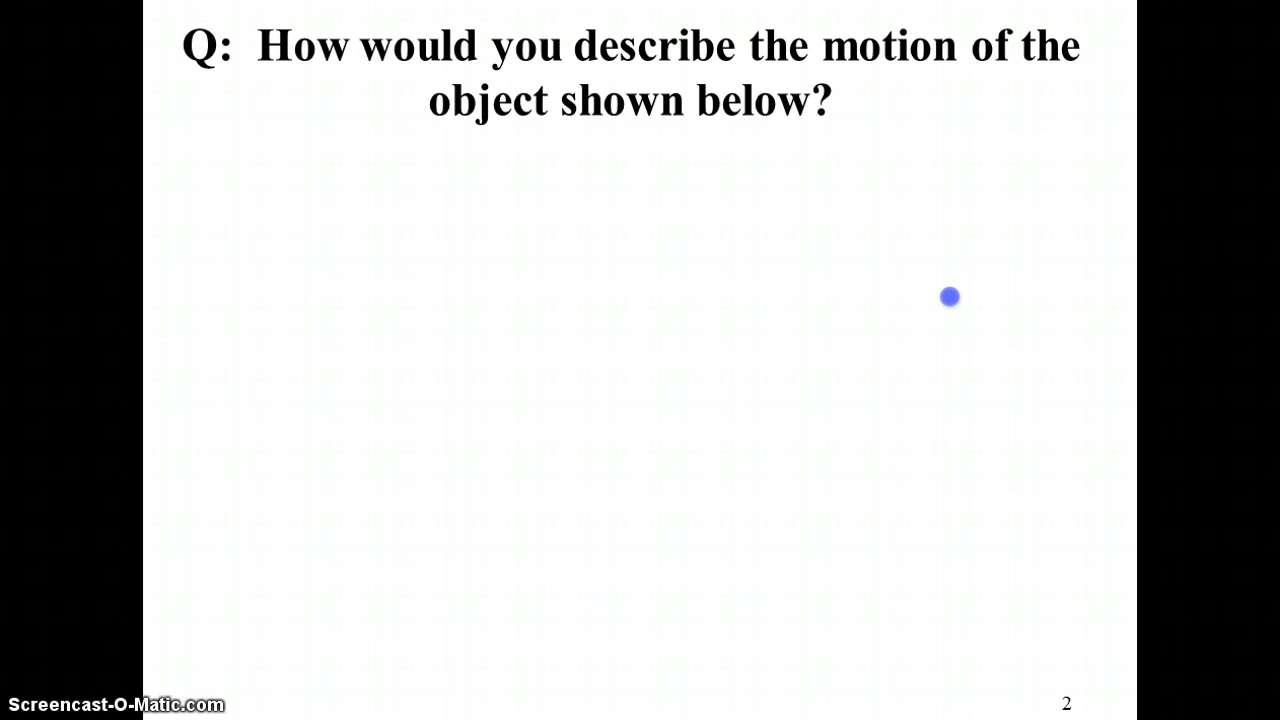 Q: How would you describe the motion of the
object shown below?
Screencast-O-Matic.com
2